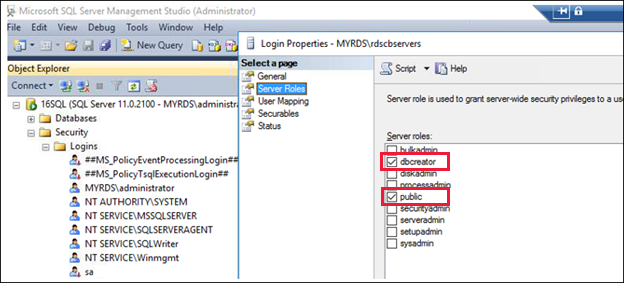 Microsoft SQL Server Management Studio (Administrator)
File Edit View Debug Tools Window
New Query
Object Explorer
Connect
16SQL (SQL Server 11.0.2100 - MYRDS\administrat
Databases
Security
Logins
##MS_PolicyEventProcessingLogin##
##MS_PolicyTsqlExecutionLogin##
MYRDS\administrator
NT AUTHORITY\SYSTEM
NT SERVICE\MSSQLSERVER
NT SERVICE\SQLSERVERAGENT
NT SERVICE\SQLWriter
NT SERVICE\Winmgmt
sa
Login Properties - MYRDS\rdscbservers
Select a page
General
Server Roles
User Mapping
Securables
Status
Script Help
Server role is used to grant server-wide security privileges to a us
Server roles:
bulkadmin
dbcreator
diskadmin
processadmin
public
securityadmin
serveradmin
setupadmin
sysadmin